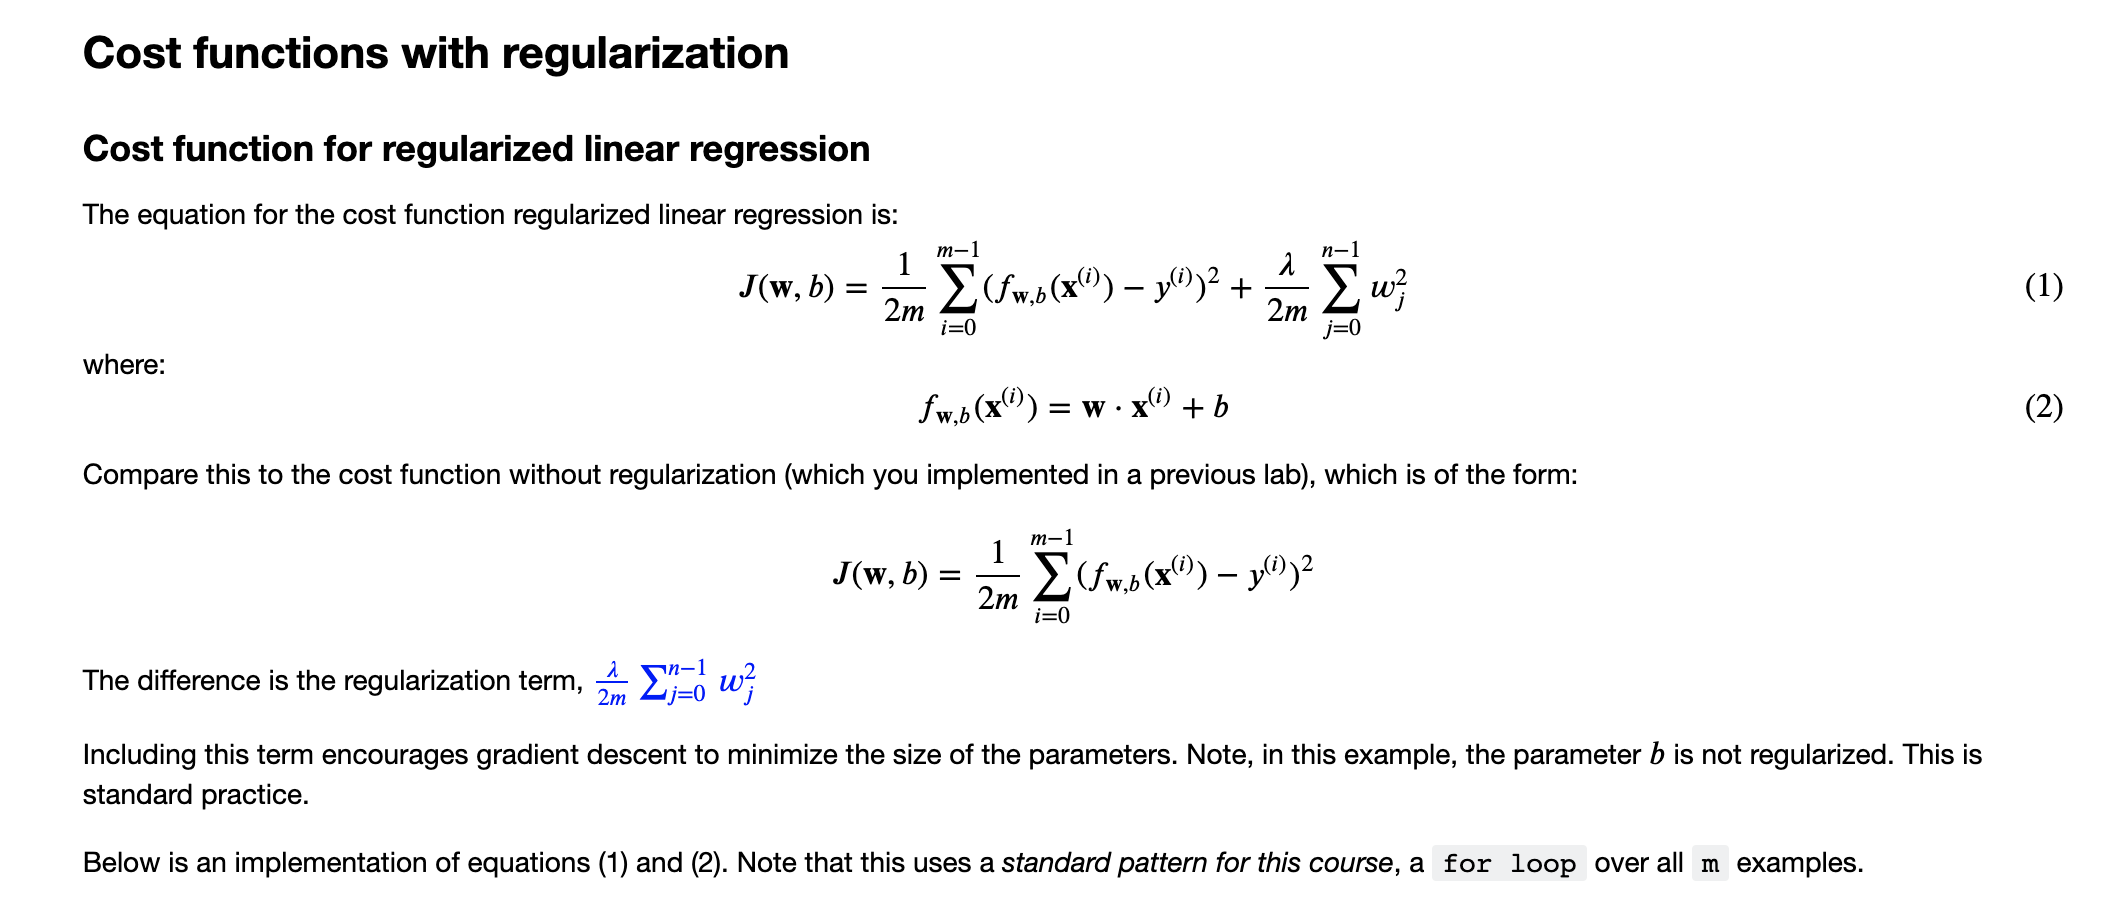 Cost functions with regularization
Cost function for regularized linear regression
The equation for the cost function regularized linear regression is:
$$J(\mathbf{w}, b) = \frac{1}{2m} \sum_{i=0}^{m-1} (f_{\mathbf{w},b}(\mathbf{x}^{(i)}) - y^{(i)})^2 + \frac{\lambda}{2m} \sum_{j=0}^{n-1} w_j^2$$ (1)
where:
$$f_{\mathbf{w},b}(\mathbf{x}^{(i)}) = \mathbf{w} \cdot \mathbf{x}^{(i)} + b$$ (2)
Compare this to the cost function without regularization (which you implemented in a previous lab), which is of the form:
$$J(\mathbf{w}, b) = \frac{1}{2m} \sum_{i=0}^{m-1} (f_{\mathbf{w},b}(\mathbf{x}^{(i)}) - y^{(i)})^2$$
The difference is the regularization term, $\frac{\lambda}{2m} \sum_{j=0}^{n-1} w_j^2$
Including this term encourages gradient descent to minimize the size of the parameters. Note, in this example, the parameter $b$ is not regularized. This is
standard practice.
Below is an implementation of equations (1) and (2). Note that this uses a standard pattern for this course, a for loop over all m examples.